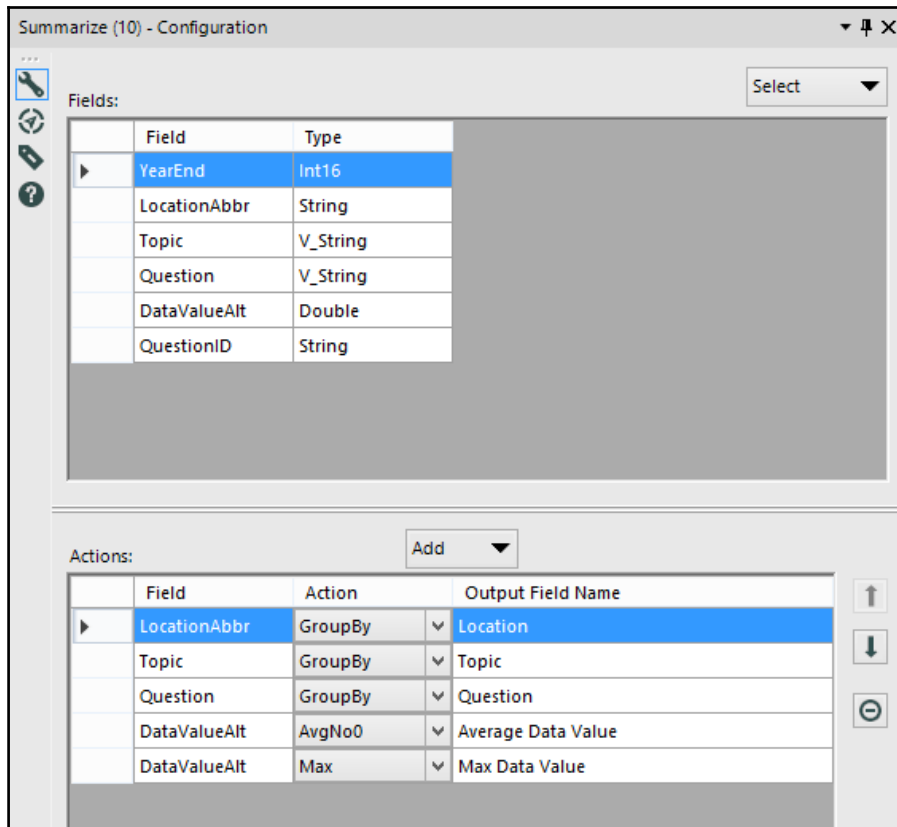 Summarize (10) - Configuration
Select
Fields:
Field Type
YearEnd Int16
LocationAbbr String
Topic V_String
Question V_String
DataValueAlt Double
QuestionID String
Actions:
Add
Field Action Output Field Name
LocationAbbr GroupBy Location
Topic GroupBy Topic
Question GroupBy Question
DataValueAlt AvgNo0 Average Data Value
DataValueAlt Max Max Data Value